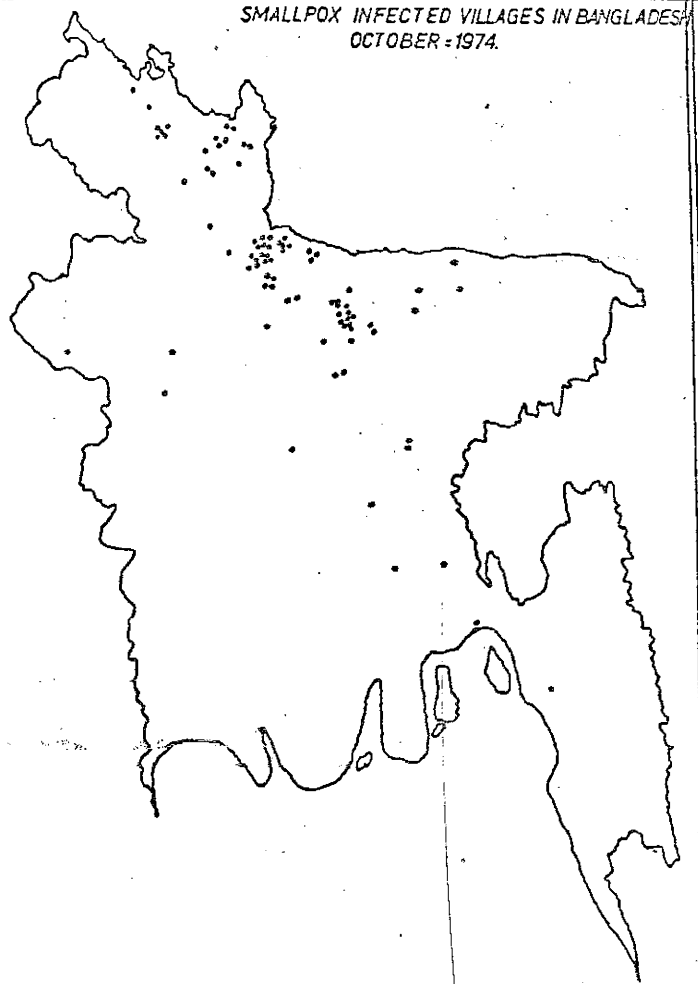 SMALLPOX INFECTED VILLAGES IN BANGLADESH
OCTOBER = 1974.